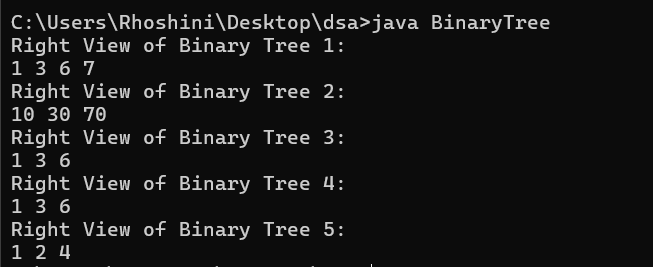 C:\Users\Rhoshini\Desktop\dsa>java BinaryTree
Right View of Binary Tree 1:
1 3 6 7
Right View of Binary Tree 2:
10 30 70
Right View of Binary Tree 3:
1 3 6
Right View of Binary Tree 4:
1 3 6
Right View of Binary Tree 5:
1 2 4